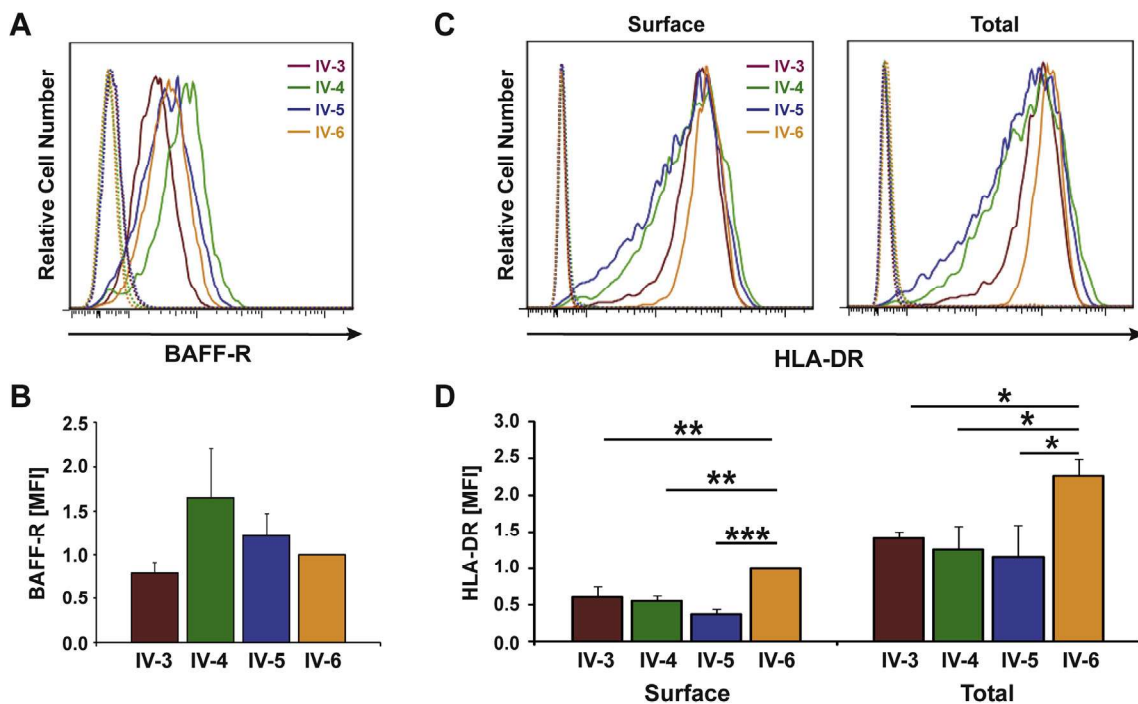 A
Relative Cell Number
IV-3
IV-4
IV-5
IV-6
BAFF-R
C
Surface
Total
Relative Cell Number
IV-3
IV-4
IV-5
IV-6
HLA-DR
B
BAFF-R [MFI]
2.5
2.0
1.5
1.0
0.5
0.0
IV-3 IV-4 IV-5 IV-6
D
HLA-DR [MFI]
3.0
2.5
2.0
1.5
1.0
0.5
0.0
**
**
***
*
*
*
IV-3 IV-4 IV-5 IV-6 IV-3 IV-4 IV-5 IV-6
Surface Total